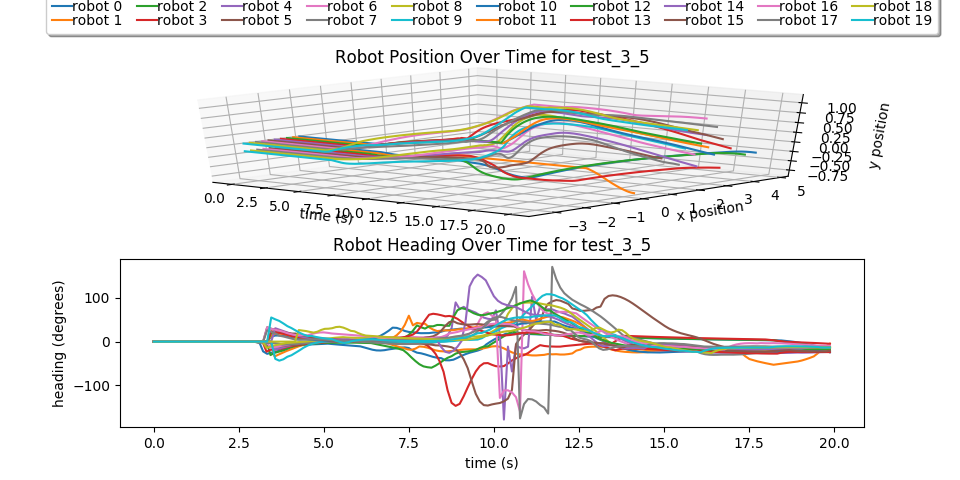 robot 0 robot 2 robot 4 robot 6 robot 8 robot 10 robot 12 robot 14 robot 16 robot 18
robot 1 robot 3 robot 5 robot 7 robot 9 robot 11 robot 13 robot 15 robot 17 robot 19
Robot Position Over Time for test_3_5
1.00
0.75
0.50
0.25
0.00
−0.25
−0.50
−0.75
y position
0.0 2.5 5.0 7.5 10.0 12.5 15.0 17.5 20.0
time (s)
−3 −2 −1 0 1 2 3 4 5
x position
Robot Heading Over Time for test_3_5
100
0
−100
heading (degrees)
0.0 2.5 5.0 7.5 10.0 12.5 15.0 17.5 20.0
time (s)